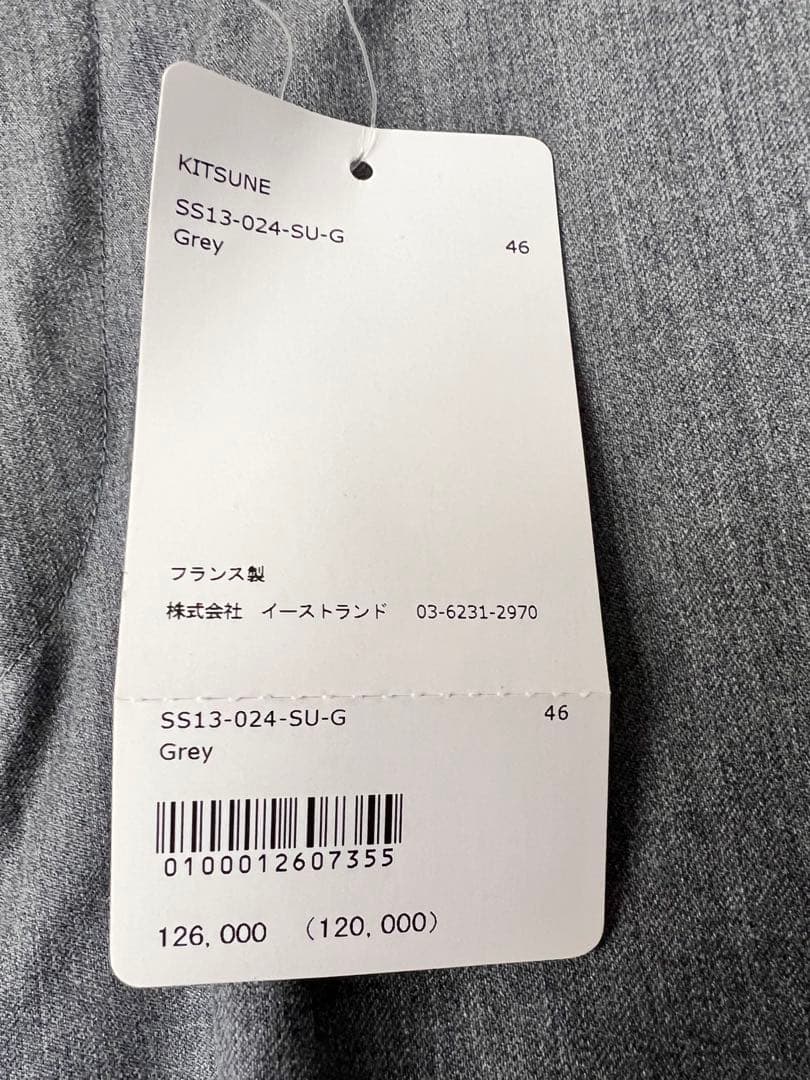 KITSUNE
SS13-024-SU-G
Grey 46
フランス製
株式会社 イーストランド 03-6231-2970
SS13-024-SU-G 46
Grey
0100012607355
126,000 (120,000)